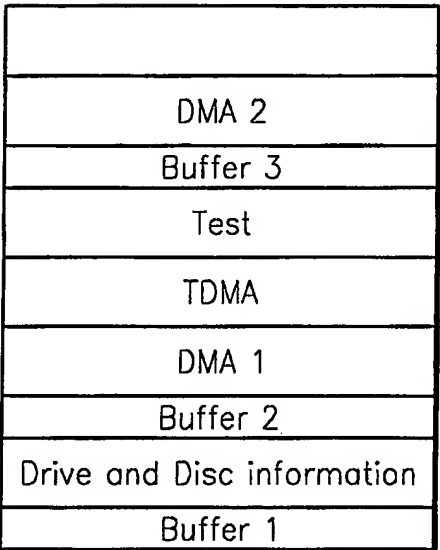 DMA 2
Buffer 3
Test
TDMA
DMA 1
Buffer 2
Drive and Disc information
Buffer 1